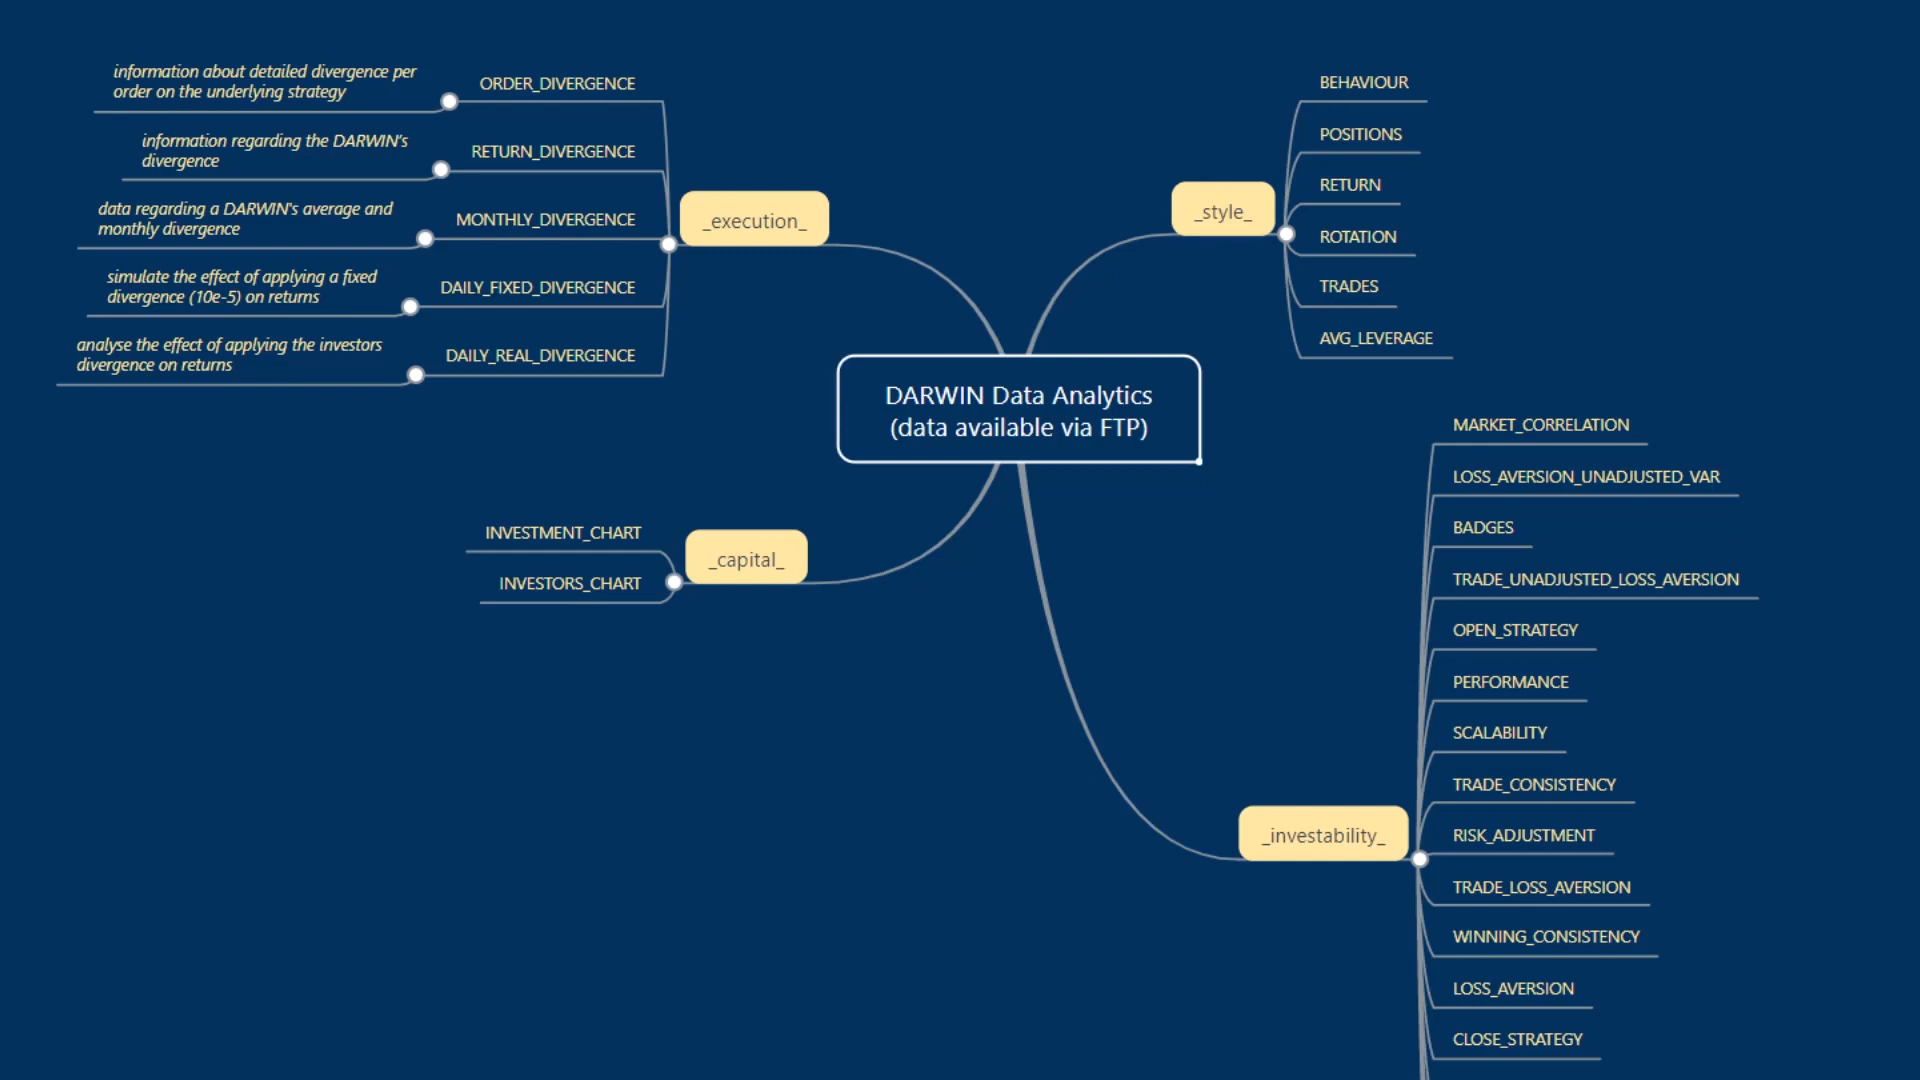 DARWIN Data Analytics
(data available via FTP)
_execution_
ORDER_DIVERGENCE
information about detailed divergence per
order on the underlying strategy
RETURN_DIVERGENCE
information regarding the DARWIN's
divergence
MONTHLY_DIVERGENCE
data regarding a DARWIN's average and
monthly divergence
DAILY_FIXED_DIVERGENCE
simulate the effect of applying a fixed
divergence (10e-5) on returns
DAILY_REAL_DIVERGENCE
analyse the effect of applying the investors
divergence on returns
_capital_
INVESTMENT_CHART
INVESTORS_CHART
_style_
BEHAVIOUR
POSITIONS
RETURN
ROTATION
TRADES
AVG_LEVERAGE
_investability_
MARKET_CORRELATION
LOSS_AVERSION_UNADJUSTED_VAR
BADGES
TRADE_UNADJUSTED_LOSS_AVERSION
OPEN_STRATEGY
PERFORMANCE
SCALABILITY
TRADE_CONSISTENCY
RISK_ADJUSTMENT
TRADE_LOSS_AVERSION
WINNING_CONSISTENCY
LOSS_AVERSION
CLOSE_STRATEGY